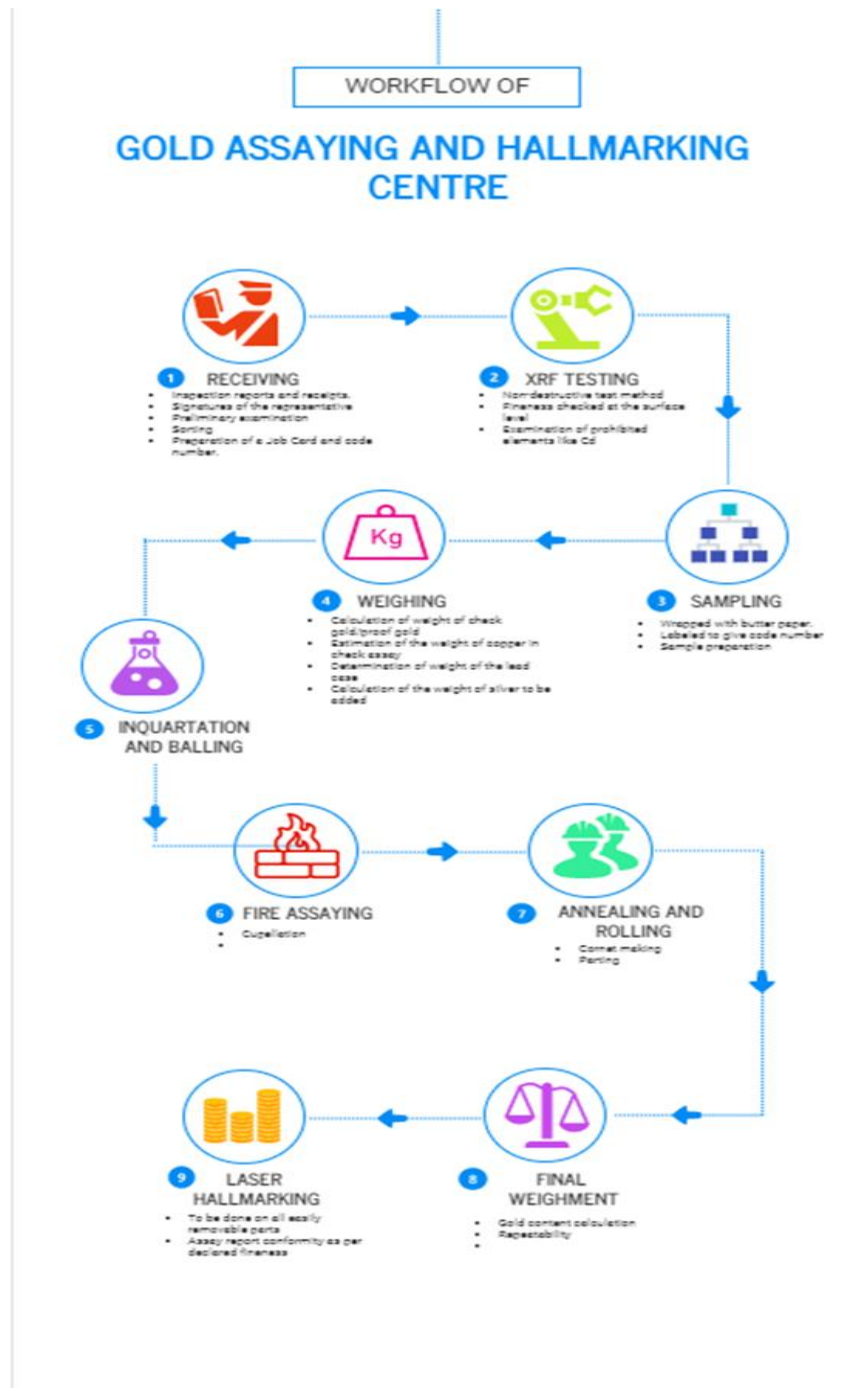 WORKFLOW OF
GOLD ASSAYING AND HALLMARKING
CENTRE
1 RECEIVING
• Inspection reports and receipts.
• Signatures of the representative
• Preliminary examination
• Sorting
• Preparation of a Job Card and code
number.
2 XRF TESTING
• Non-destructive test method
• Fineness checked at the surface
level
• Examination of prohibited
elements like Cd
3 SAMPLING
• Wrapped with butter paper.
• Labeled to give code number
• Sample preparation
Kg
4 WEIGHING
• Calculation of weight of check
gold/proof gold
• Estimation of the weight of copper in
check assay
• Determination of weight of the lead
case
• Calculation of the weight of silver to be
added
5 INQUARTATION
AND BALLING
6 FIRE ASSAYING
• Cupellation
•
7 ANNEALING AND
ROLLING
• Cornet making
• Parting
8 FINAL
WEIGHMENT
• Gold content calculation
• Repeatability
•
9 LASER
HALLMARKING
• To be done on all easily
removable parts
• Assay report conformity as per
declared fineness